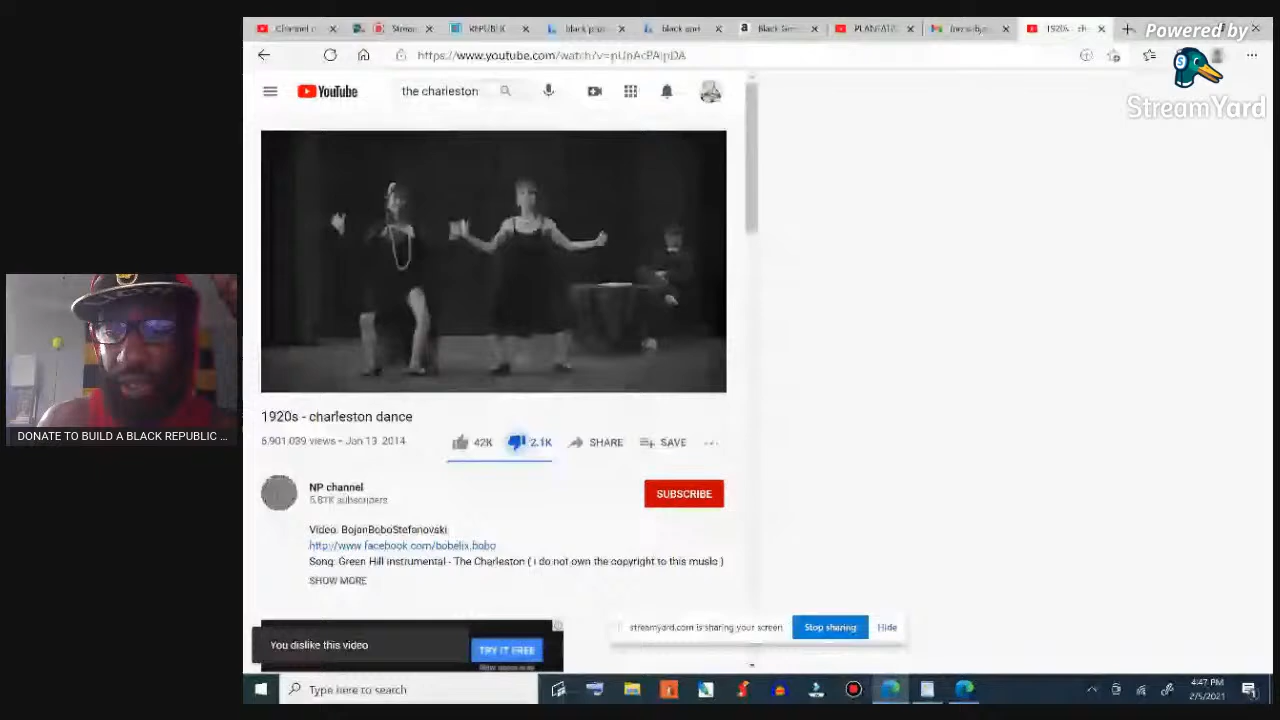 Powered by
StreamYard
REPUBLIK
https://www.youtube.com/watch?v=
YouTube
the charleston
1920s - charleston dance
6,901,039 views • Jan 13, 2014
42K
2.1K
SHARE
SAVE
NP channel
5.87K subscribers
SUBSCRIBE
Video: BojanBoboStefanovski
http://www.facebook.com/bobelix.bobo
Song: Green Hill Instrumental - The Charleston ( i do not own the copyright to this music )
SHOW MORE
You dislike this video
TRY IT FREE
streamyard.com is sharing your screen
Stop sharing
Hide
DONATE TO BUILD A BLACK REPUBLIC ...
Type here to search
4:47 PM
2/5/2021